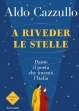 Aldo Cazzullo
A RIVEDER
LE STELLE
Dante,
il poeta
che inventò
l'Italia